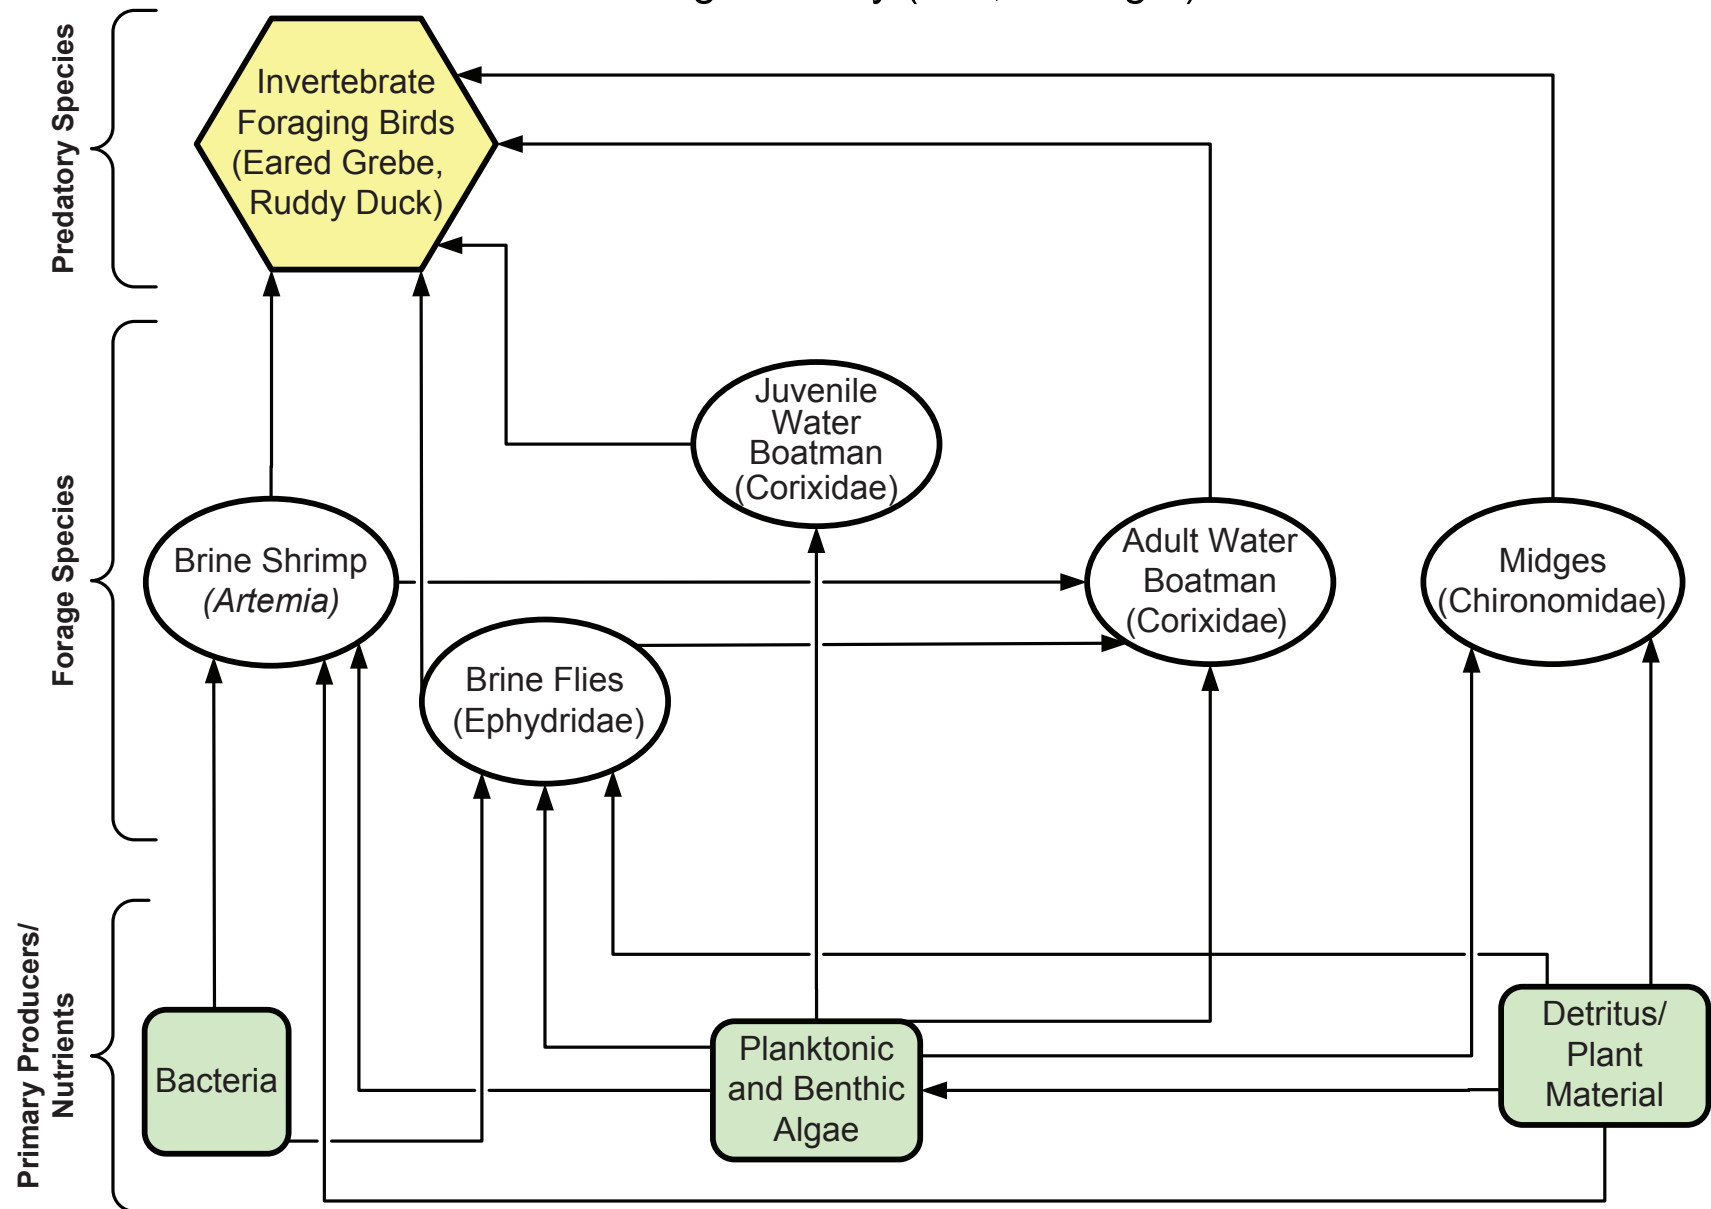 Predatory Species
Invertebrate
Foraging Birds
(Eared Grebe,
Ruddy Duck)
Forage Species
Juvenile
Water
Boatman
(Corixidae)
Brine Shrimp
(Artemia)
Adult Water
Boatman
(Corixidae)
Midges
(Chironomidae)
Brine Flies
(Ephydridae)
Primary Producers/
Nutrients
Bacteria
Planktonic
and Benthic
Algae
Detritus/
Plant
Material